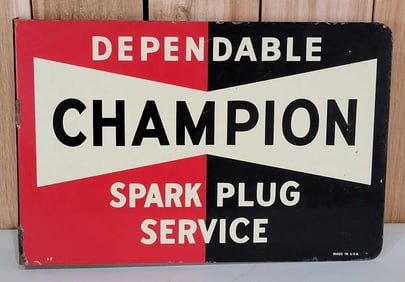 DEPENDABLE
CHAMPION
SPARK PLUG
SERVICE
MADE IN U.S.A.